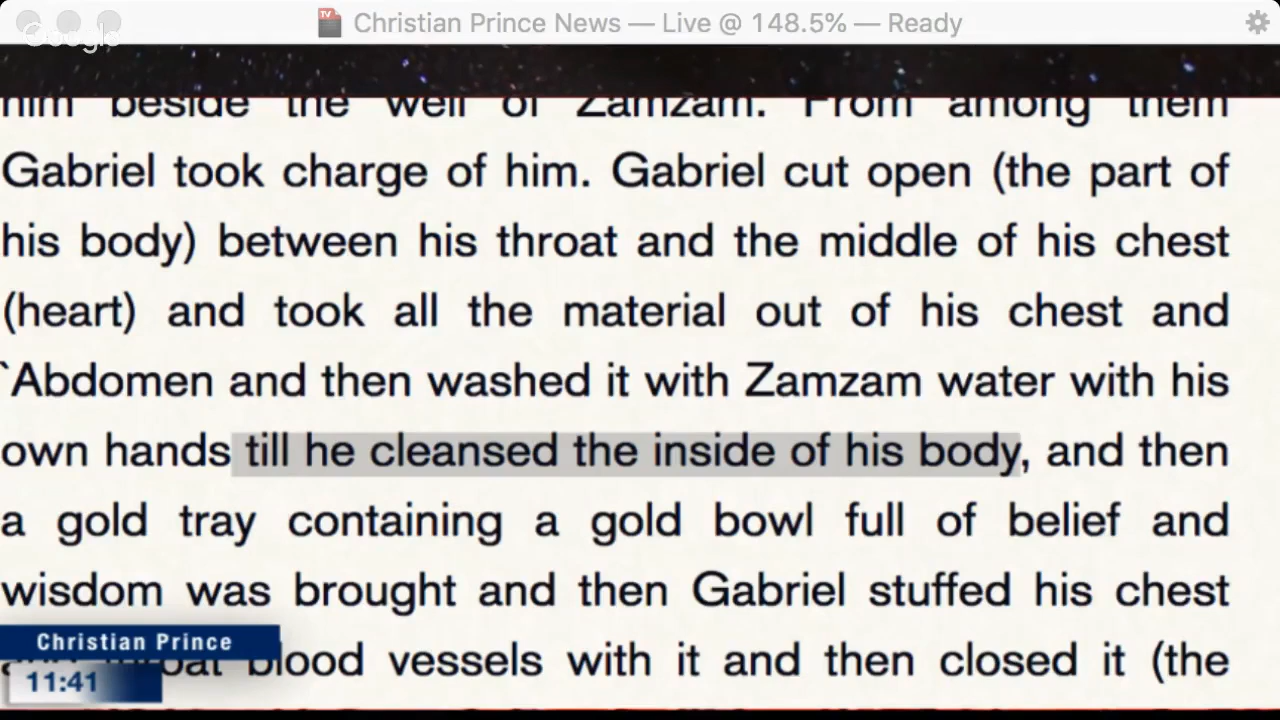 Christian Prince News — Live @ 148.5% — Ready
Google
him beside the well of Zamzam. From among them
Gabriel took charge of him. Gabriel cut open (the part of
his body) between his throat and the middle of his chest
(heart) and took all the material out of his chest and
`Abdomen and then washed it with Zamzam water with his
own hands till he cleansed the inside of his body, and then
a gold tray containing a gold bowl full of belief and
wisdom was brought and then Gabriel stuffed his chest
and throat blood vessels with it and then closed it (the
Christian Prince
11:41